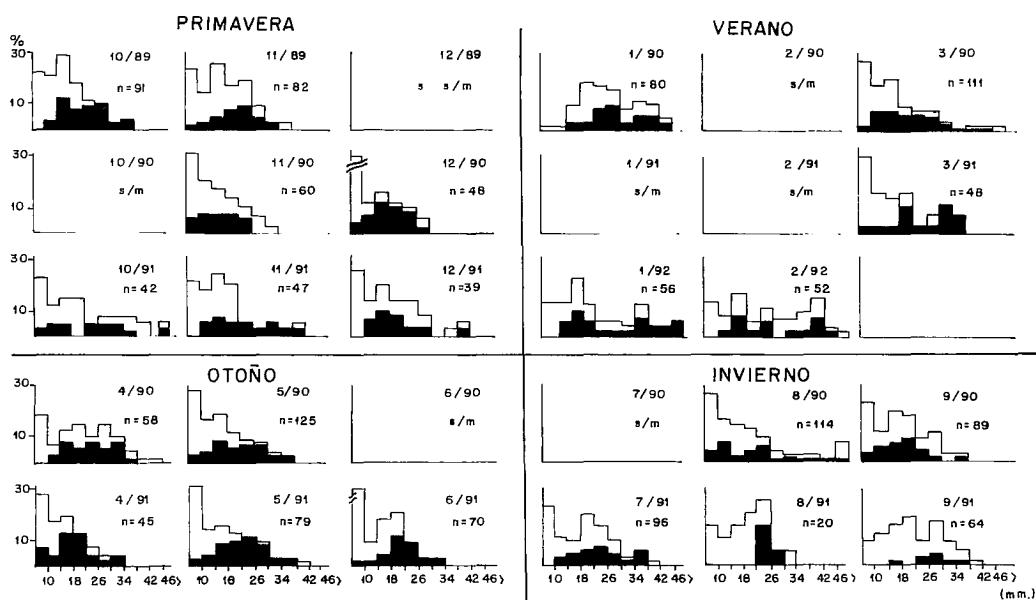 PRIMAVERA
%
30
10
10/89
n=91
11/89
n=82
12/89
s s/m
30
10
10/90
s/m
11/90
n=60
12/90
n=48
30
10
10/91
n=42
11/91
n=47
12/91
n=39
VERANO
1/90
n=80
2/90
s/m
3/90
n=111
1/91
s/m
2/91
s/m
3/91
n=48
1/92
n=56
2/92
n=52
OTOÑO
30
10
4/90
n=58
5/90
n=125
6/90
s/m
30
10
4/91
n=45
5/91
n=79
6/91
n=70
10 18 26 34 42 46>
10 18 26 34 42 46>
10 18 26 34 42 46>
INVIERNO
7/90
s/m
8/90
n=114
9/90
n=89
7/91
n=96
8/91
n=20
9/91
n=64
10 18 26 34 42 46>
10 18 26 34 42 46>
10 18 26 34 42 46>
(mm.)